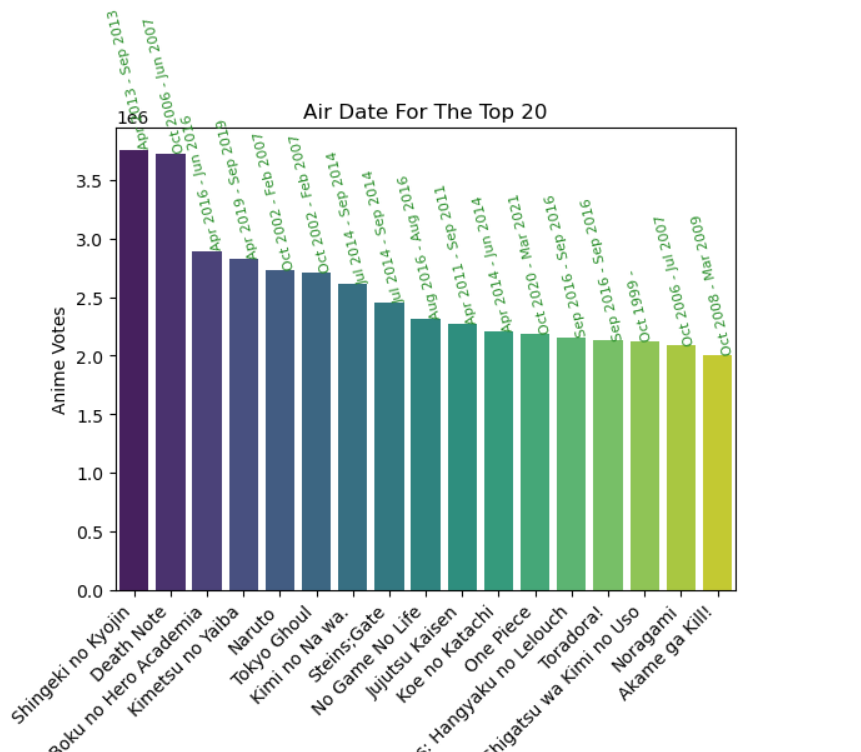 Air Date For The Top 20
1e6
Apr 2013 - Sep 2013
Oct 2006 - Jun 2007
Apr 2016 - Jun 2016
Apr 2019 - Sep 2019
Oct 2002 - Feb 2007
Oct 2002 - Feb 2007
Jul 2014 - Sep 2014
Jul 2014 - Sep 2014
Aug 2016 - Aug 2016
Apr 2011 - Sep 2011
Apr 2014 - Jun 2014
Oct 2020 - Mar 2021
Sep 2016 - Sep 2016
Sep 2016 - Sep 2016
Oct 1999 -
Oct 2006 - Jul 2007
Oct 2008 - Mar 2009
Anime Votes
3.5
3.0
2.5
2.0
1.5
1.0
0.5
0.0
Shingeki no Kyojin
Death Note
Boku no Hero Academia
Kimetsu no Yaiba
Naruto
Tokyo Ghoul
Kimi no Na wa.
Steins;Gate
No Game No Life
Jujutsu Kaisen
Koe no Katachi
One Piece
s: Hangyaku no Lelouch
Toradora!
Shigatsu wa Kimi no Uso
Noragami
Akame ga Kill!